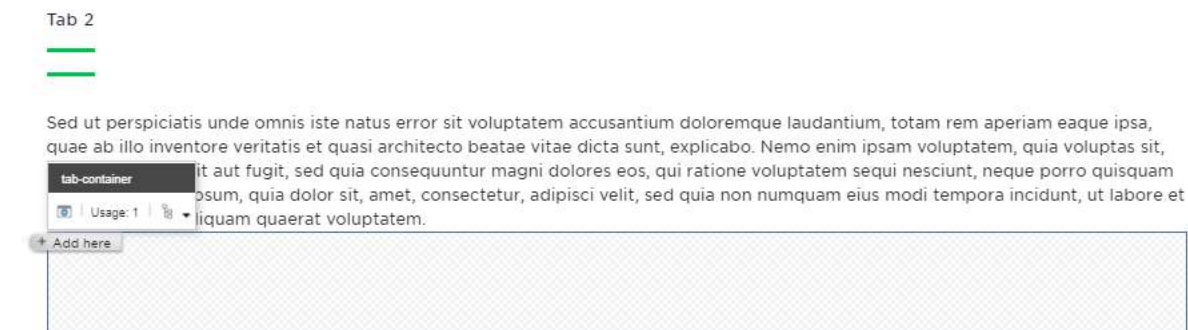 Tab 2
Sed ut perspiciatis unde omnis iste natus error sit voluptatem accusantium doloremque laudantium, totam rem aperiam eaque ipsa,
quae ab illo inventore veritatis et quasi architecto beatae vitae dicta sunt, explicabo. Nemo enim ipsam voluptatem, quia voluptas sit,
tab-container
it aut fugit, sed quia consequuntur magni dolores eos, qui ratione voluptatem sequi nesciunt, neque porro quisquam
osum, quia dolor sit, amet, consectetur, adipisci velit, sed quia non numquam eius modi tempora incidunt, ut labore et
Usage: 1
iquam quaerat voluptatem.
+ Add here